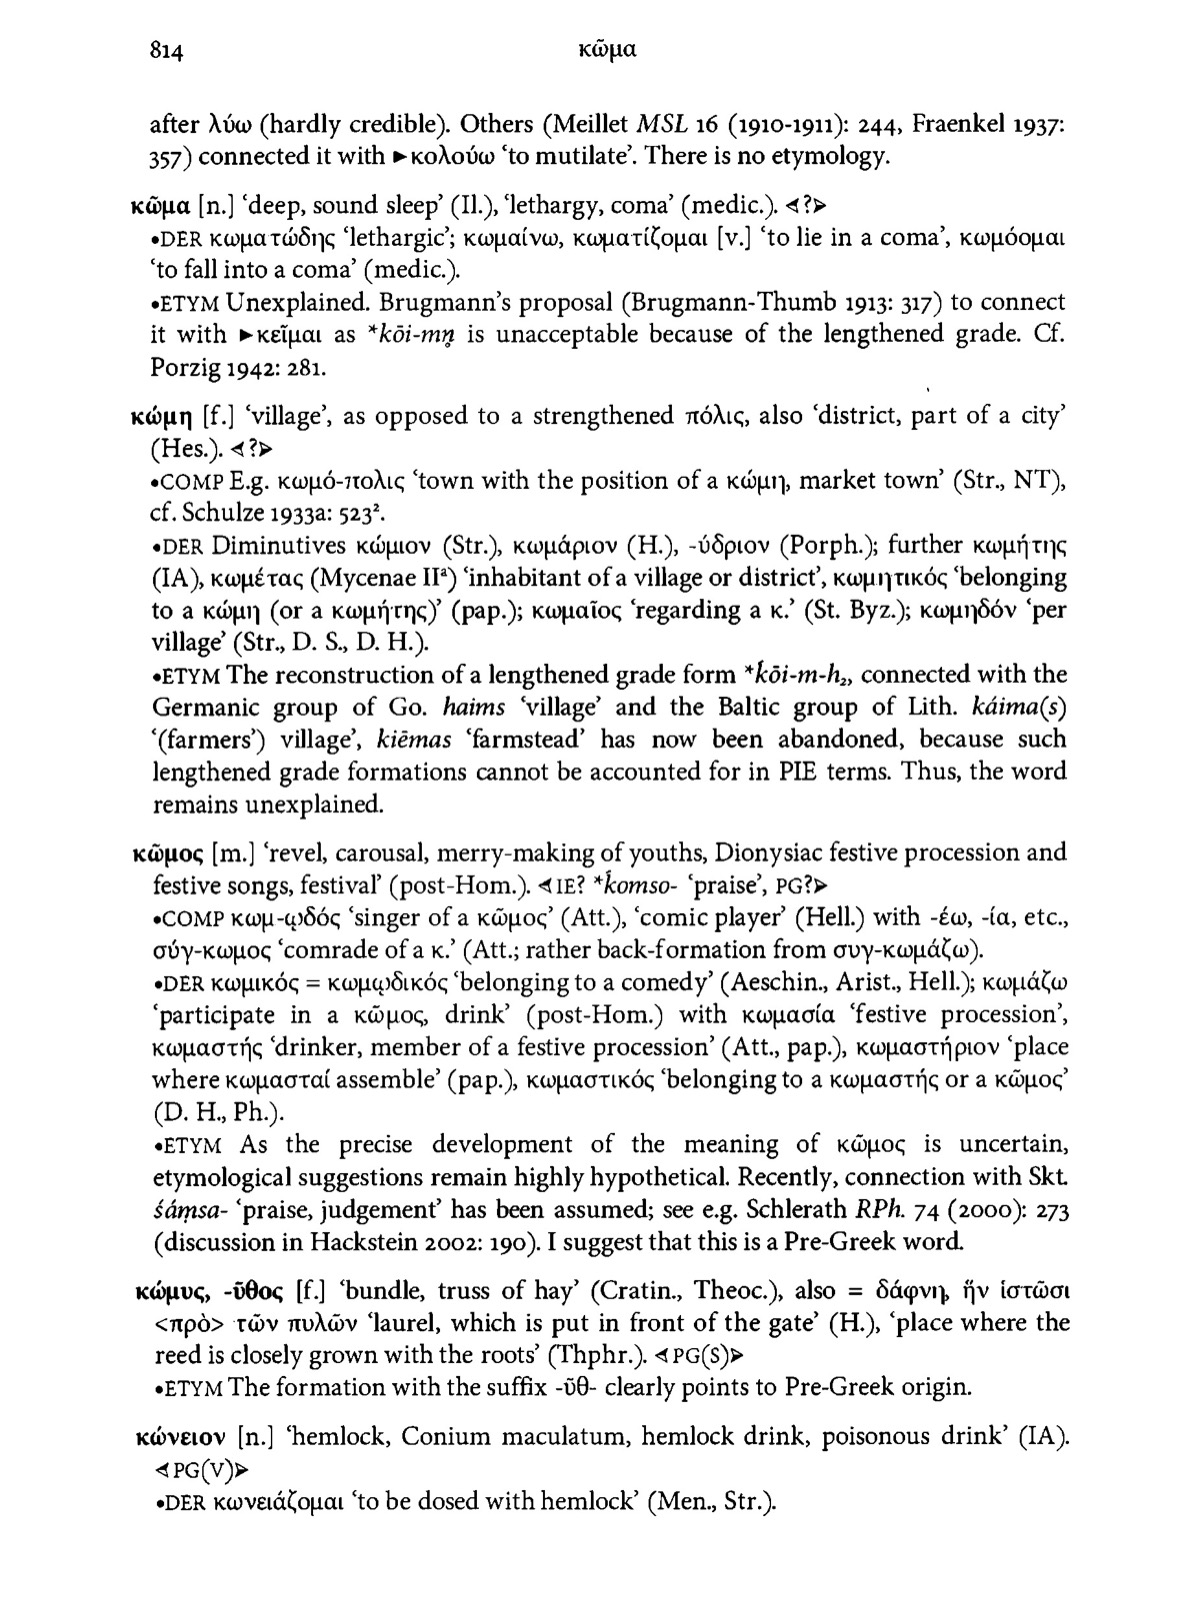 814
κῶμα
after λύω (hardly credible). Others (Meillet MSL 16 (1910-1911): 244, Fraenkel 1937:
357) connected it with ►κολούω ‘to mutilate’. There is no etymology.
κῶμα [n.] ‘deep, sound sleep’ (Il.), ‘lethargy, coma’ (medic.). ◄?►
•DER κωματώδης ‘lethargic’; κωμαίνω, κωματίζομαι [v.] ‘to lie in a coma’, κωμόομαι
‘to fall into a coma’ (medic.).
•ETYM Unexplained. Brugmann’s proposal (Brugmann-Thumb 1913: 317) to connect
it with ►κεῖμαι as *kōi-mn̥ is unacceptable because of the lengthened grade. Cf.
Porzig 1942: 281.
κώμη [f.] ‘village’, as opposed to a strengthened πόλις, also ‘district, part of a city’
(Hes.). ◄?►
•COMP E.g. κωμό-πολις ‘town with the position of a κώμη, market town’ (Str., NT),
cf. Schulze 1933a: 523².
•DER Diminutives κώμιον (Str.), κωμάριον (H.), -ύδριον (Porph.); further κωμήτης
(IA), κωμέτας (Mycenae IIᵃ) ‘inhabitant of a village or district’, κωμητικός ‘belonging
to a κώμη (or a κωμήτης)’ (pap.); κωμαῖος ‘regarding a κ.’ (St. Byz.); κωμηδόν ‘per
village’ (Str., D. S., D. H.).
•ETYM The reconstruction of a lengthened grade form *ḱōi-m-h₂, connected with the
Germanic group of Go. haims ‘village’ and the Baltic group of Lith. káima(s)
‘(farmers’) village’, kiēmas ‘farmstead’ has now been abandoned, because such
lengthened grade formations cannot be accounted for in PIE terms. Thus, the word
remains unexplained.
κῶμος [m.] ‘revel, carousal, merry-making of youths, Dionysiac festive procession and
festive songs, festival’ (post-Hom.). ◄IE? *ḱomso- ‘praise’, PG?►
•COMP κωμ-ῳδός ‘singer of a κῶμος’ (Att.), ‘comic player’ (Hell.) with -έω, -ία, etc.,
σύγ-κωμος ‘comrade of a κ.’ (Att.; rather back-formation from συγ-κωμάζω).
•DER κωμικός = κωμῳδικός ‘belonging to a comedy’ (Aeschin., Arist., Hell.); κωμάζω
‘participate in a κῶμος, drink’ (post-Hom.) with κωμασία ‘festive procession’,
κωμαστής ‘drinker, member of a festive procession’ (Att., pap.), κωμαστήριον ‘place
where κωμασταί assemble’ (pap.), κωμαστικός ‘belonging to a κωμαστής or a κῶμος’
(D. H., Ph.).
•ETYM As the precise development of the meaning of κῶμος is uncertain,
etymological suggestions remain highly hypothetical. Recently, connection with Skt.
śáṃsa- ‘praise, judgement’ has been assumed; see e.g. Schlerath RPh. 74 (2000): 273
(discussion in Hackstein 2002: 190). I suggest that this is a Pre-Greek word.
κώμυς, -ῦθος [f.] ‘bundle, truss of hay’ (Cratin., Theoc.), also = δάφνη, ἥν ἱστῶσι
<πρὸ> τῶν πυλῶν ‘laurel, which is put in front of the gate’ (H.), ‘place where the
reed is closely grown with the roots’ (Thphr.). ◄PG(S)►
•ETYM The formation with the suffix -ῦθ- clearly points to Pre-Greek origin.
κώνειον [n.] ‘hemlock, Conium maculatum, hemlock drink, poisonous drink’ (IA).
◄PG(V)►
•DER κωνειάζομαι ‘to be dosed with hemlock’ (Men., Str.).